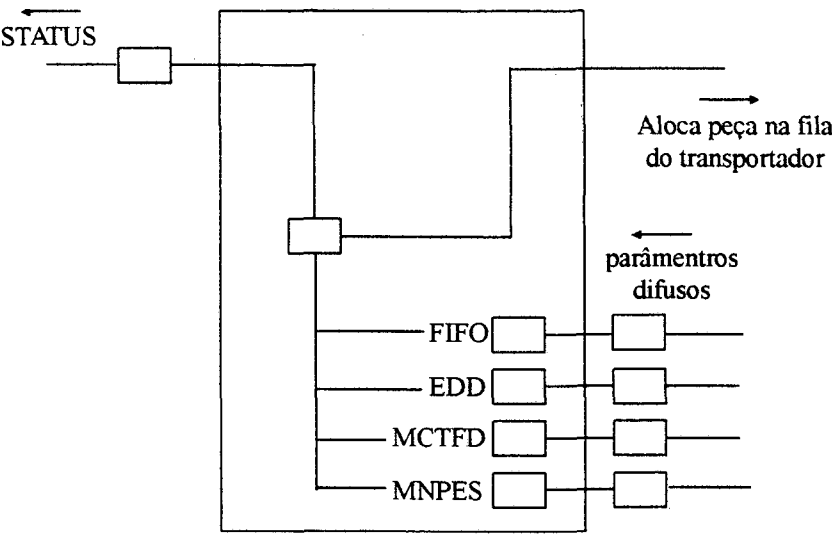 STATUS
Aloca peça na fila
do transportador
parâmentros
difusos
FIFO
EDD
MCTFD
MNPES